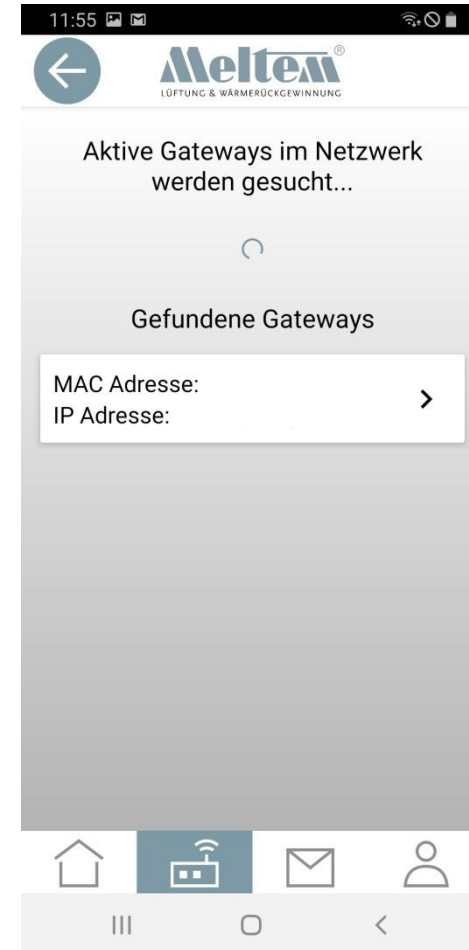 11:55
Meltem®
LÜFTUNG & WÄRMERÜCKGEWINNUNG
Aktive Gateways im Netzwerk
werden gesucht...
Gefundene Gateways
MAC Adresse:
IP Adresse: